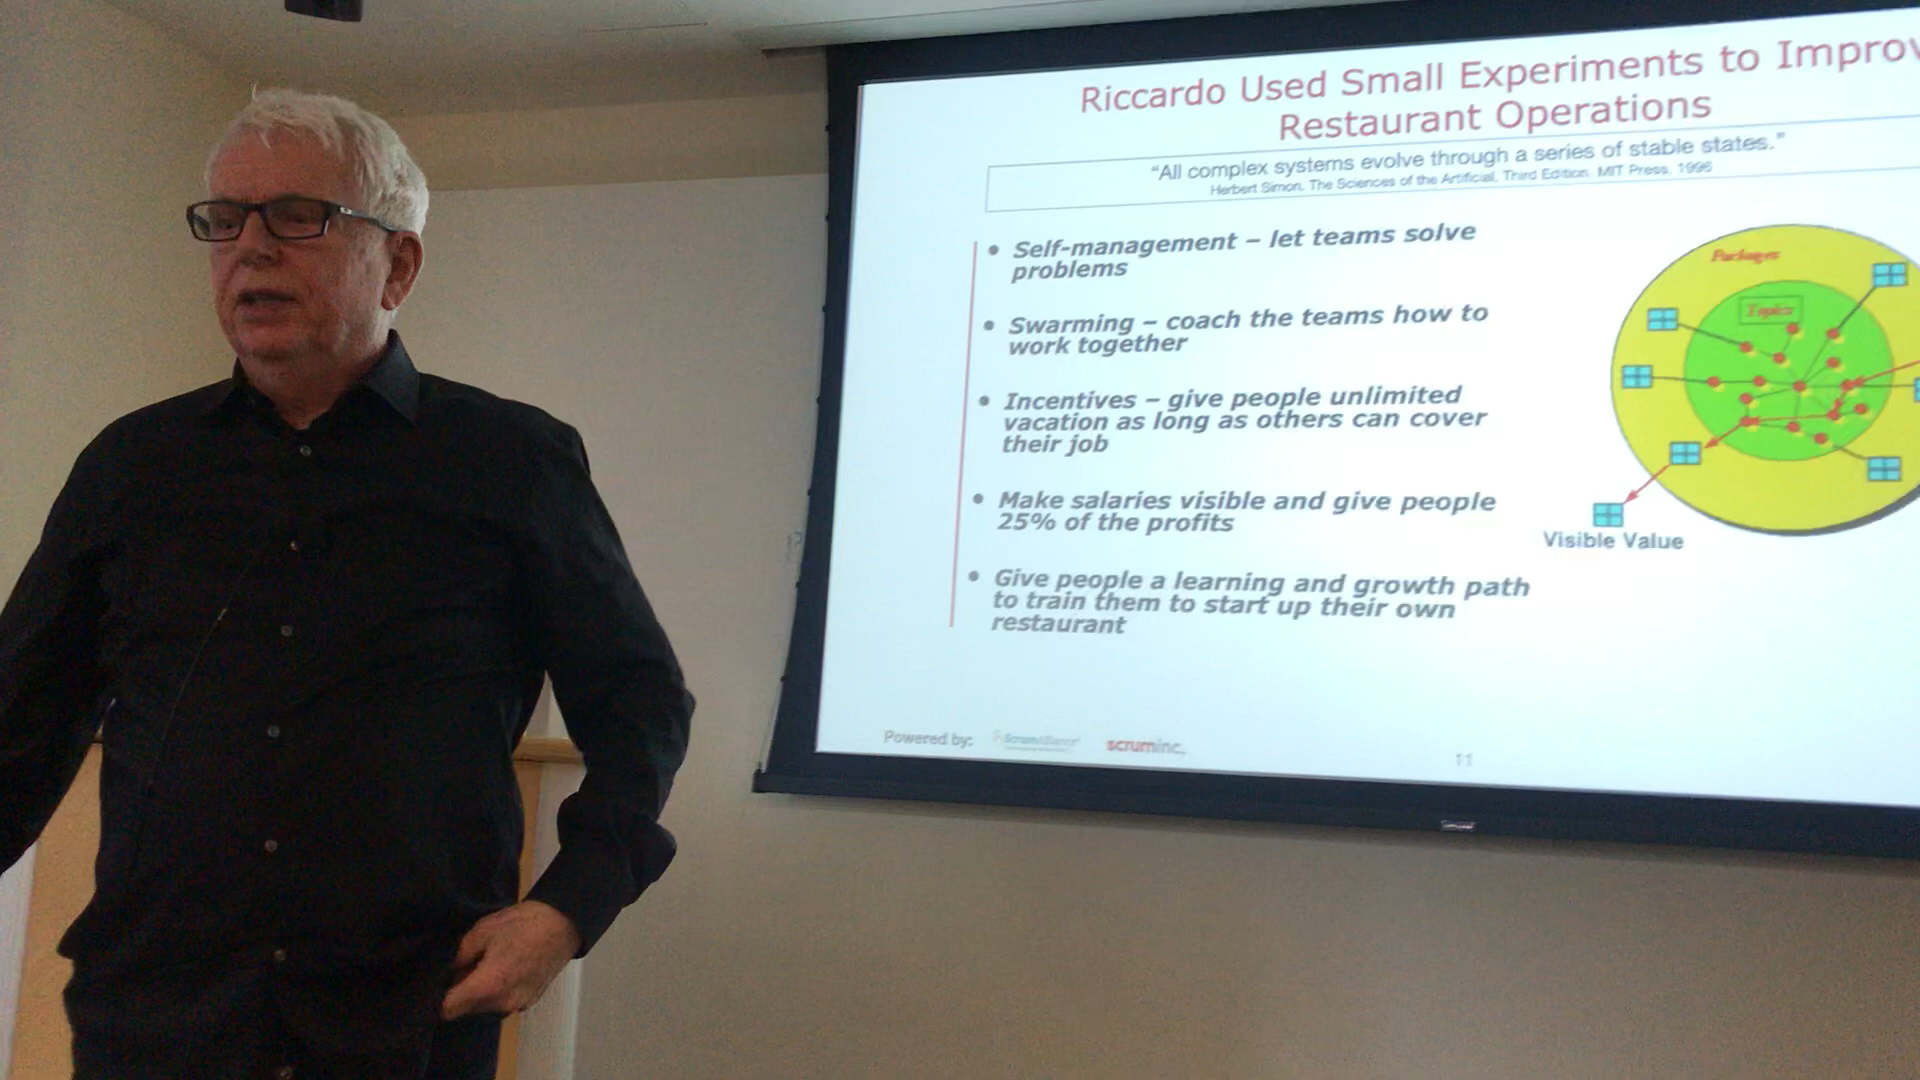 Riccardo Used Small Experiments to Improv
Restaurant Operations
“All complex systems evolve through a series of stable states.”
Herbert Simon, The Sciences of the Artificial, Third Edition. MIT Press, 1996
• Self-management – let teams solve
problems
• Swarming – coach the teams how to
work together
• Incentives – give people unlimited
vacation as long as others can cover
their job
• Make salaries visible and give people
25% of the profits
• Give people a learning and growth path
to train them to start up their own
restaurant
Packages
Topics
Visible Value
Powered by:
ScrumAlliance
scruminc.
11